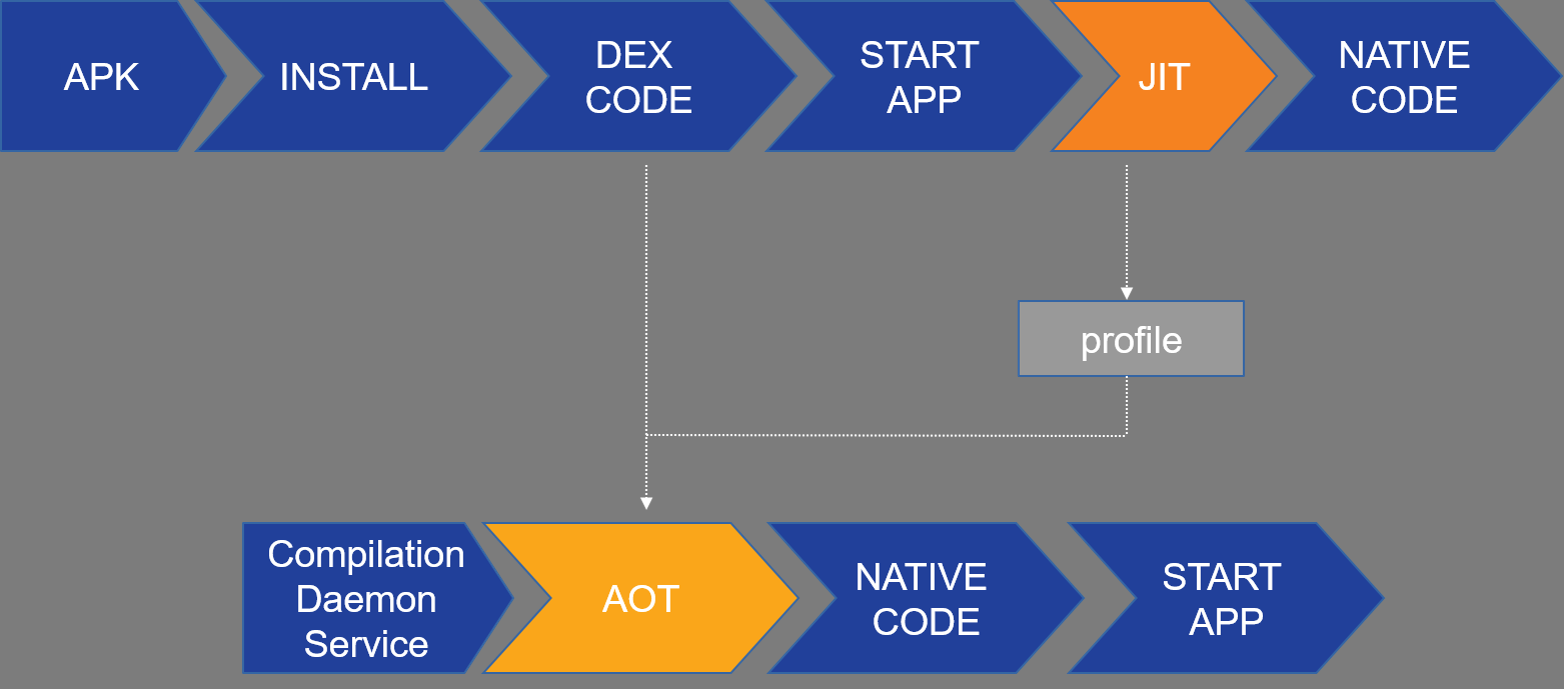 APK
INSTALL
DEX
CODE
START
APP
JIT
NATIVE
CODE
profile
Compilation
Daemon
Service
AOT
NATIVE
CODE
START
APP